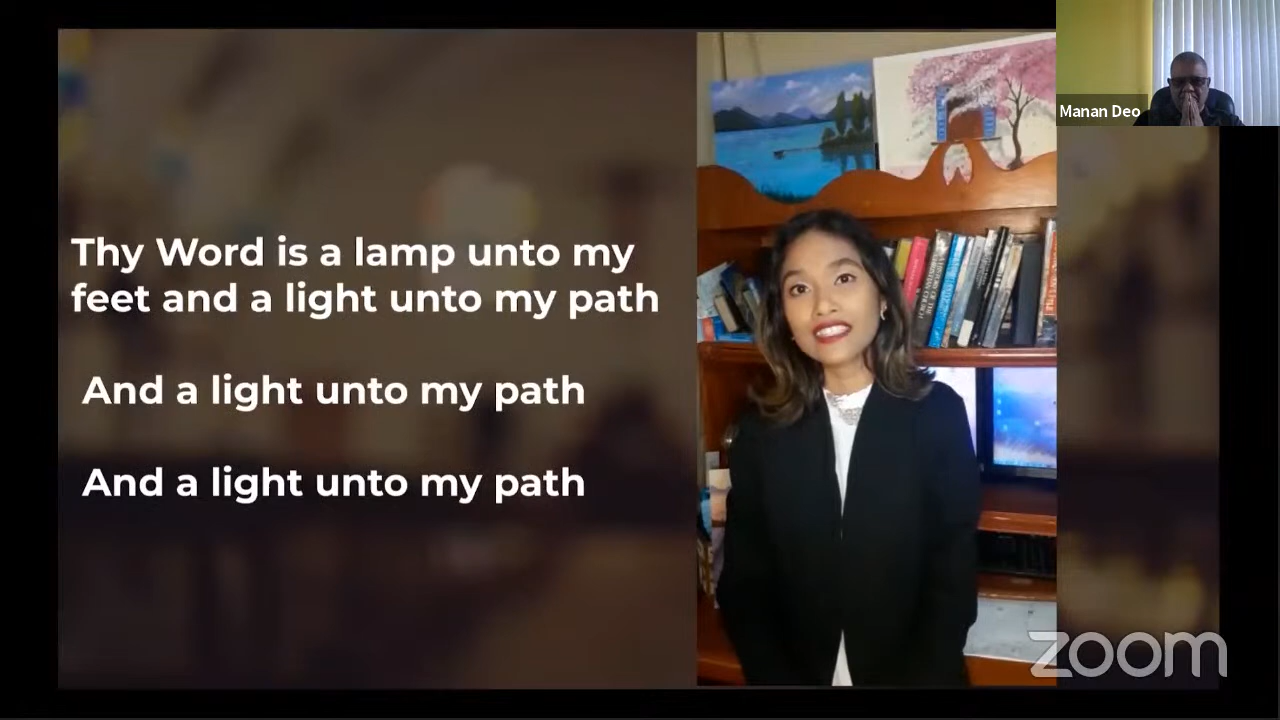 Thy Word is a lamp unto my
feet and a light unto my path
And a light unto my path
And a light unto my path
Manan Deo
zoom